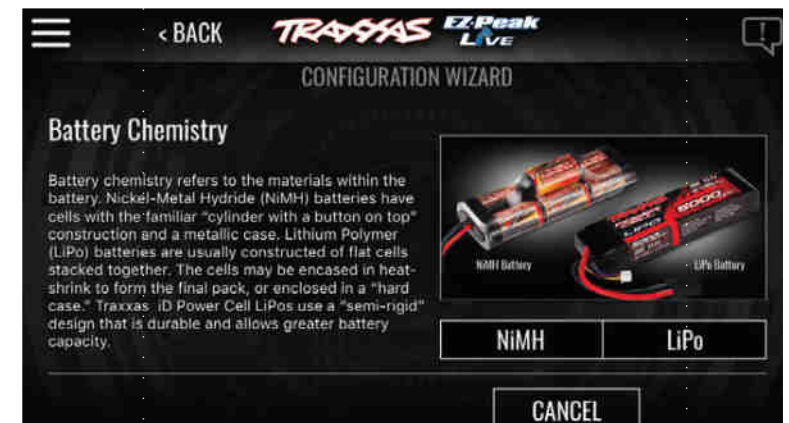 < BACK
TRAXXAS EZ-Peak LIVE
CONFIGURATION WIZARD
Battery Chemistry
Battery chemistry refers to the materials within the
battery. Nickel-Metal Hydride (NiMH) batteries have
cells with the familiar “cylinder with a button on top”
construction and a metallic case. Lithium Polymer
(LiPo) batteries are usually constructed of flat cells
stacked together. The cells may be encased in heat-
shrink to form the final pack, or enclosed in a “hard
case.” Traxxas iD Power Cell LiPos use a “semi-rigid”
design that is durable and allows greater battery
capacity.
5000
LiPo
NiMH Battery
LiPo Battery
NiMH
LiPo
CANCEL